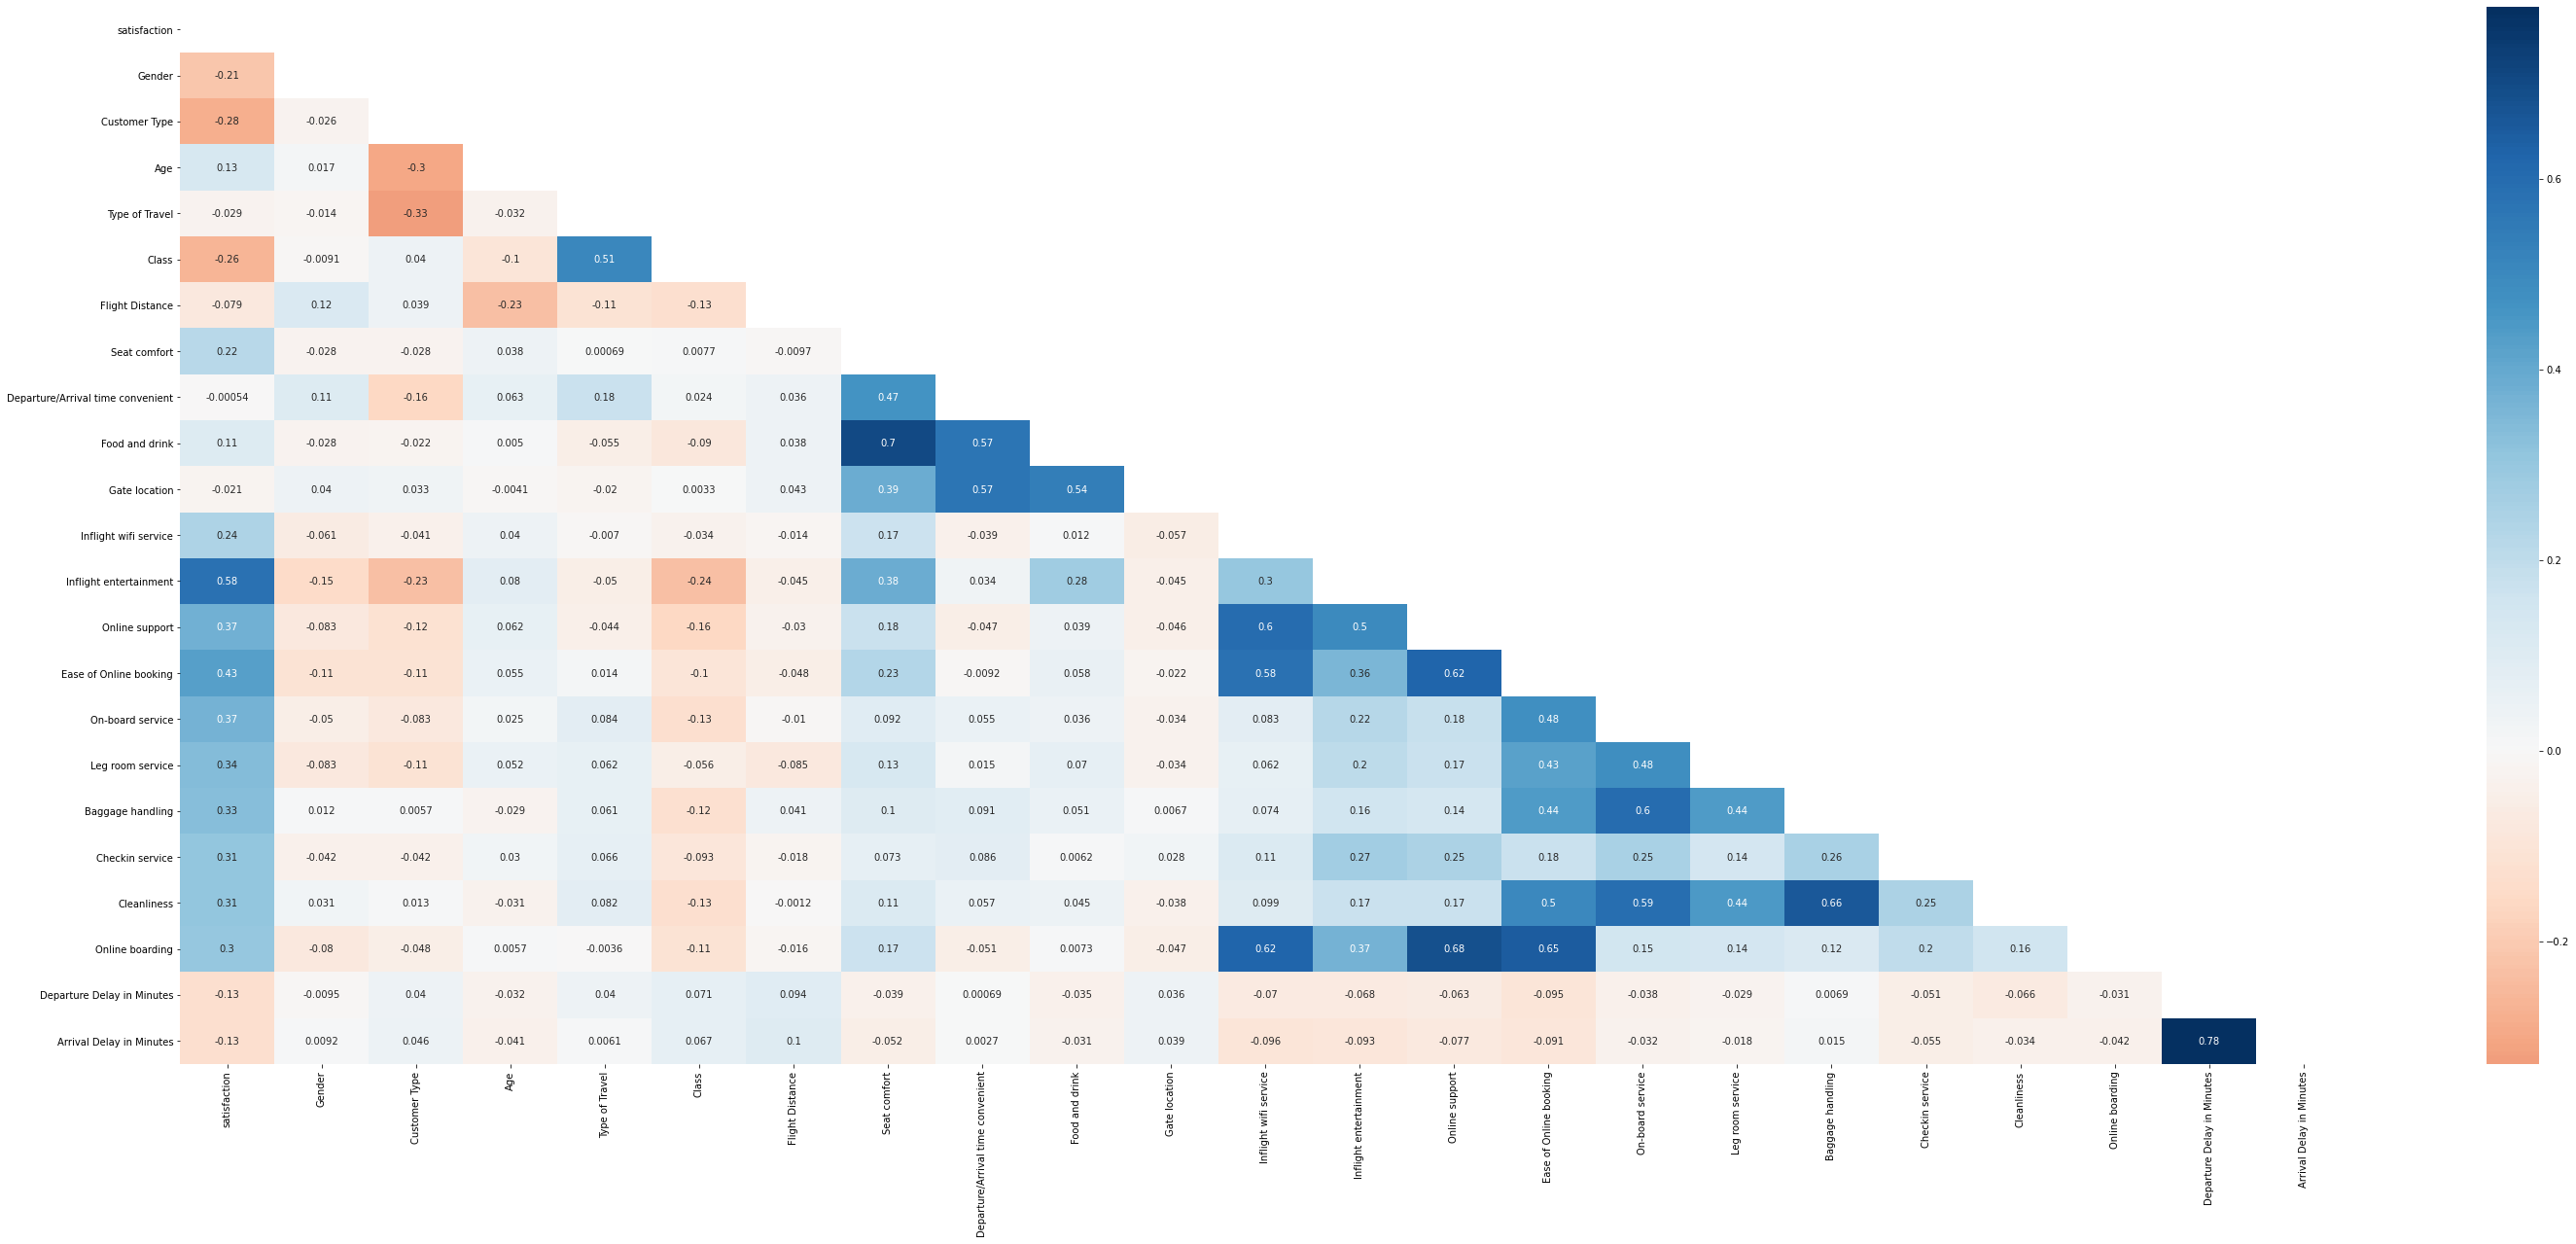 satisfaction
Gender -0.21
Customer Type -0.28 -0.026
Age 0.13 0.017 -0.3
Type of Travel -0.029 -0.014 -0.33 -0.032
0.6
Class -0.26 -0.0091 0.04 -0.1 0.51
Flight Distance -0.079 0.12 0.039 -0.23 -0.11 -0.13
Seat comfort 0.22 -0.028 -0.028 0.038 0.00069 0.0077 -0.0097
0.4
Departure/Arrival time convenient -0.00054 0.11 -0.16 0.063 0.18 0.024 0.036 0.47
Food and drink 0.11 -0.028 -0.022 0.005 -0.055 -0.09 0.038 0.7 0.57
Gate location -0.021 0.04 0.033 -0.0041 -0.02 0.0033 0.043 0.39 0.57 0.54
Inflight wifi service 0.24 -0.061 -0.041 0.04 -0.007 -0.034 -0.014 0.17 -0.039 0.012 -0.057
0.2
Inflight entertainment 0.58 -0.15 -0.23 0.08 -0.05 -0.24 -0.045 0.38 0.034 0.28 -0.045 0.3
Online support 0.37 -0.083 -0.12 0.062 -0.044 -0.16 -0.03 0.18 -0.047 0.039 -0.046 0.6 0.5
Ease of Online booking 0.43 -0.11 -0.11 0.055 0.014 -0.1 -0.048 0.23 -0.0092 0.058 -0.022 0.58 0.36 0.62
On-board service 0.37 -0.05 -0.083 0.025 0.084 -0.13 -0.01 0.092 0.055 0.036 -0.034 0.083 0.22 0.18 0.48
0.0
Leg room service 0.34 -0.083 -0.11 0.052 0.062 -0.056 -0.085 0.13 0.015 0.07 -0.034 0.062 0.2 0.17 0.43 0.48
Baggage handling 0.33 0.012 0.0057 -0.029 0.061 -0.12 0.041 0.1 0.091 0.051 0.0067 0.074 0.16 0.14 0.44 0.6 0.44
Checkin service 0.31 -0.042 -0.042 0.03 0.066 -0.093 -0.018 0.073 0.086 0.0062 0.028 0.11 0.27 0.25 0.18 0.25 0.14 0.26
Cleanliness 0.31 0.031 0.013 -0.031 0.082 -0.13 -0.0012 0.11 0.057 0.045 -0.038 0.099 0.17 0.17 0.5 0.59 0.44 0.66 0.25
−0.2
Online boarding 0.3 -0.08 -0.048 0.0057 -0.0036 -0.11 -0.016 0.17 -0.051 0.0073 -0.047 0.62 0.37 0.68 0.65 0.15 0.14 0.12 0.2 0.16
Departure Delay in Minutes -0.13 -0.0095 0.04 -0.032 0.04 0.071 0.094 -0.039 0.00069 -0.035 0.036 -0.07 -0.068 -0.063 -0.095 -0.038 -0.029 0.0069 -0.051 -0.066 -0.031
Arrival Delay in Minutes -0.13 0.0092 0.046 -0.041 0.0061 0.067 0.1 -0.052 0.0027 -0.031 0.039 -0.096 -0.093 -0.077 -0.091 -0.032 -0.018 0.015 -0.055 -0.034 -0.042 0.78
satisfaction
Gender
Customer Type
Age
Type of Travel
Class
Flight Distance
Seat comfort
Departure/Arrival time convenient
Food and drink
Gate location
Inflight wifi service
Inflight entertainment
Online support
Ease of Online booking
On-board service
Leg room service
Baggage handling
Checkin service
Cleanliness
Online boarding
Departure Delay in Minutes
Arrival Delay in Minutes